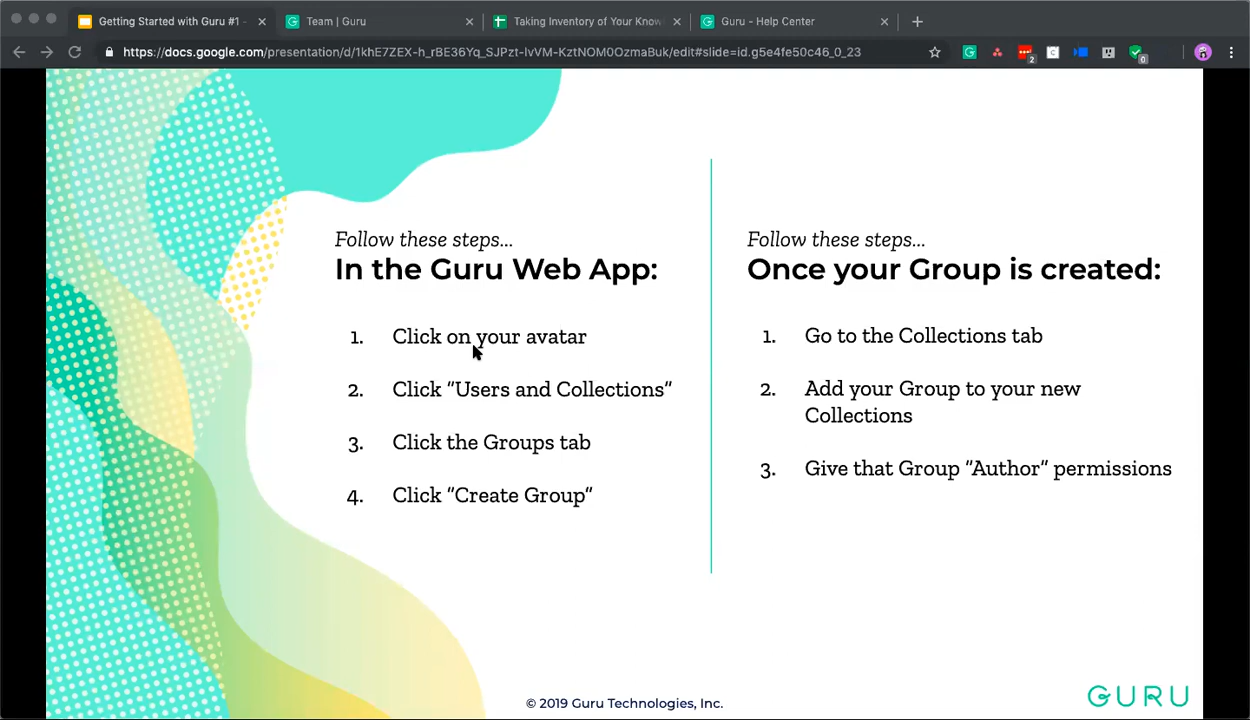 Getting Started with Guru #1 -
Team | Guru
Taking Inventory of Your Know
Guru - Help Center
https://docs.google.com/presentation/d/1khE7ZEX-h_rBE36Yq_SJPzt-lvVM-KztNOM0OzmaBuk/edit#slide=id.g5e4fe50c46_0_23
2
0
Follow these steps...
In the Guru Web App:
1. Click on your avatar
2. Click "Users and Collections"
3. Click the Groups tab
4. Click "Create Group"
Follow these steps...
Once your Group is created:
1. Go to the Collections tab
2. Add your Group to your new
Collections
3. Give that Group "Author" permissions
© 2019 Guru Technologies, Inc.
GURU